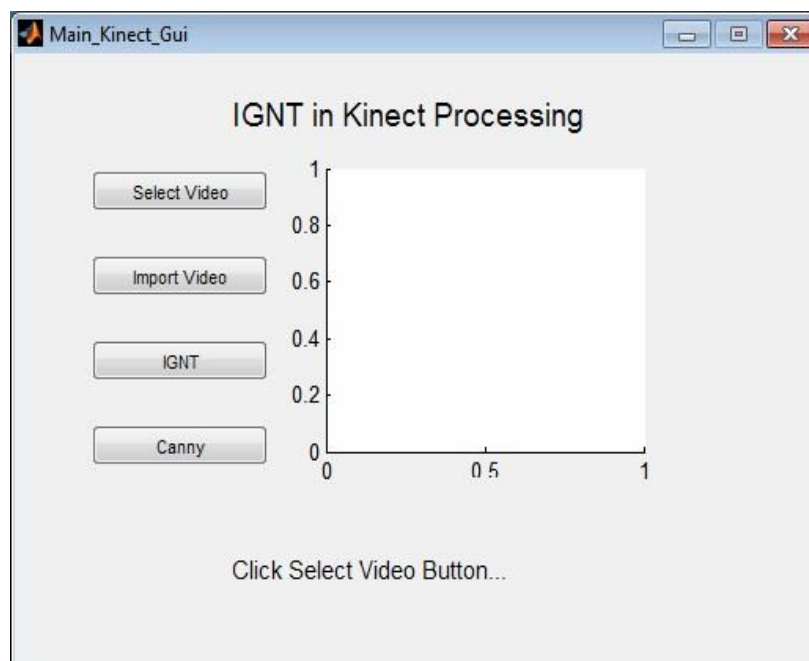 Main_Kinect_Gui
IGNT in Kinect Processing
Select Video
Import Video
IGNT
Canny
1
0.8
0.6
0.4
0.2
0
0
0.5
1
Click Select Video Button...